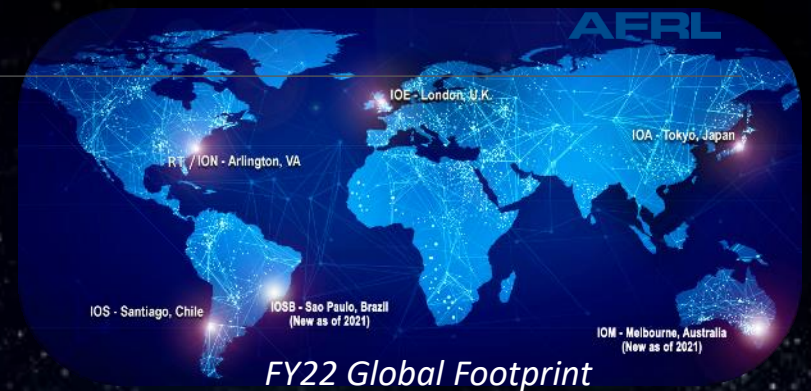 AFRL
IOE - London, U.K.
IOA - Tokyo, Japan
RT / ION - Arlington, VA
IOS - Santiago, Chile
IOSB - Sao Paulo, Brazil
(New as of 2021)
IOM - Melbourne, Australia
(New as of 2021)
FY22 Global Footprint